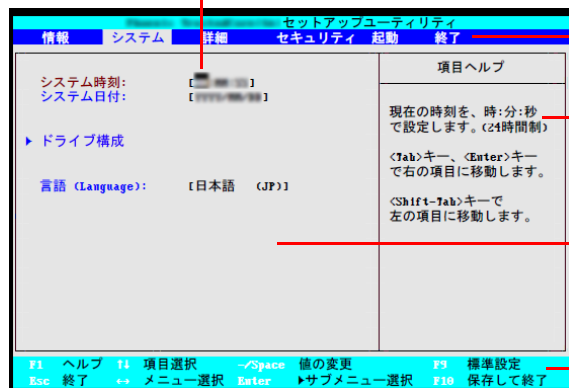 セットアップユーティリティ
情報 システム 詳細 セキュリティ 起動 終了
項目ヘルプ
システム時刻:
システム日付:
▶ ドライブ構成
言語 (Language): [日本語 (JP)]
現在の時刻を、時:分:秒
で設定します。(24時間制)
<Tab>キー、<Enter>キー
で右の項目に移動します。
<Shift-Tab>キーで
左の項目に移動します。
F1 ヘルプ ↑↓ 項目選択 -/Space 値の変更 F9 標準設定
Esc 終了 ↔ メニュー選択 Enter ▶サブメニュー選択 F10 保存して終了